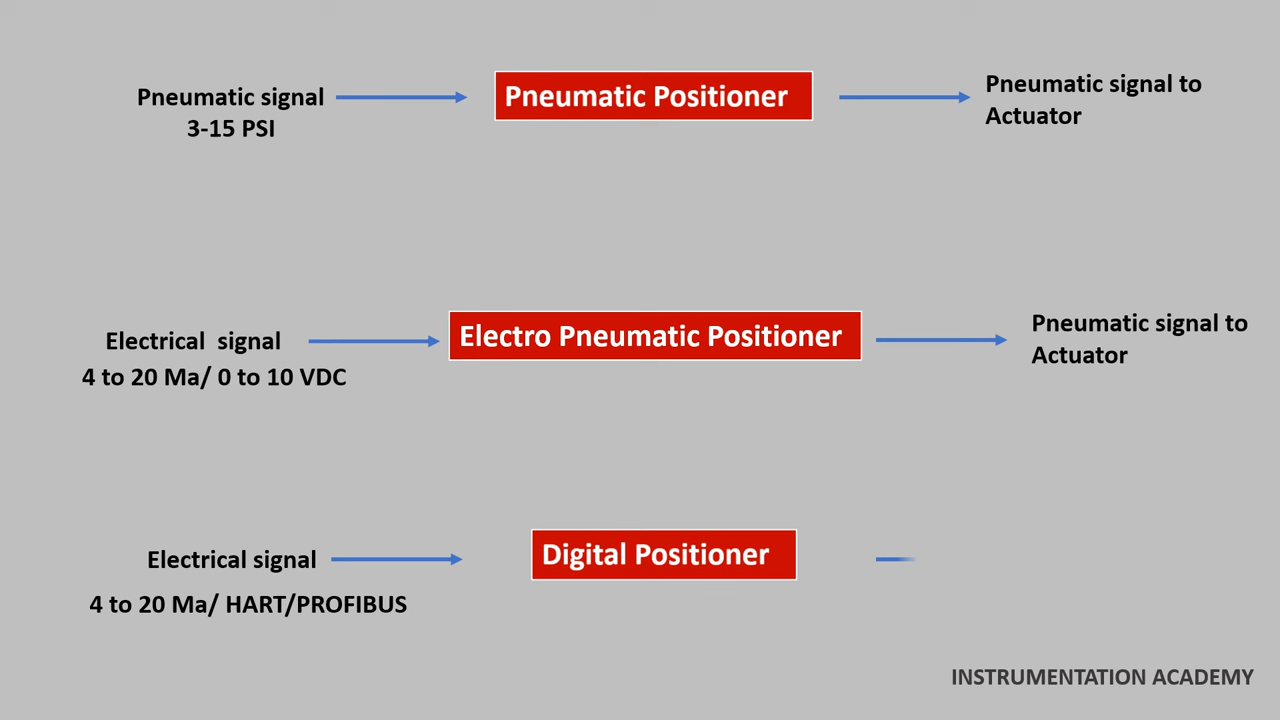 Pneumatic signal
3-15 PSI
Pneumatic Positioner
Pneumatic signal to
Actuator
Electrical signal
4 to 20 Ma/ 0 to 10 VDC
Electro Pneumatic Positioner
Pneumatic signal to
Actuator
Electrical signal
4 to 20 Ma/ HART/PROFIBUS
Digital Positioner
INSTRUMENTATION ACADEMY